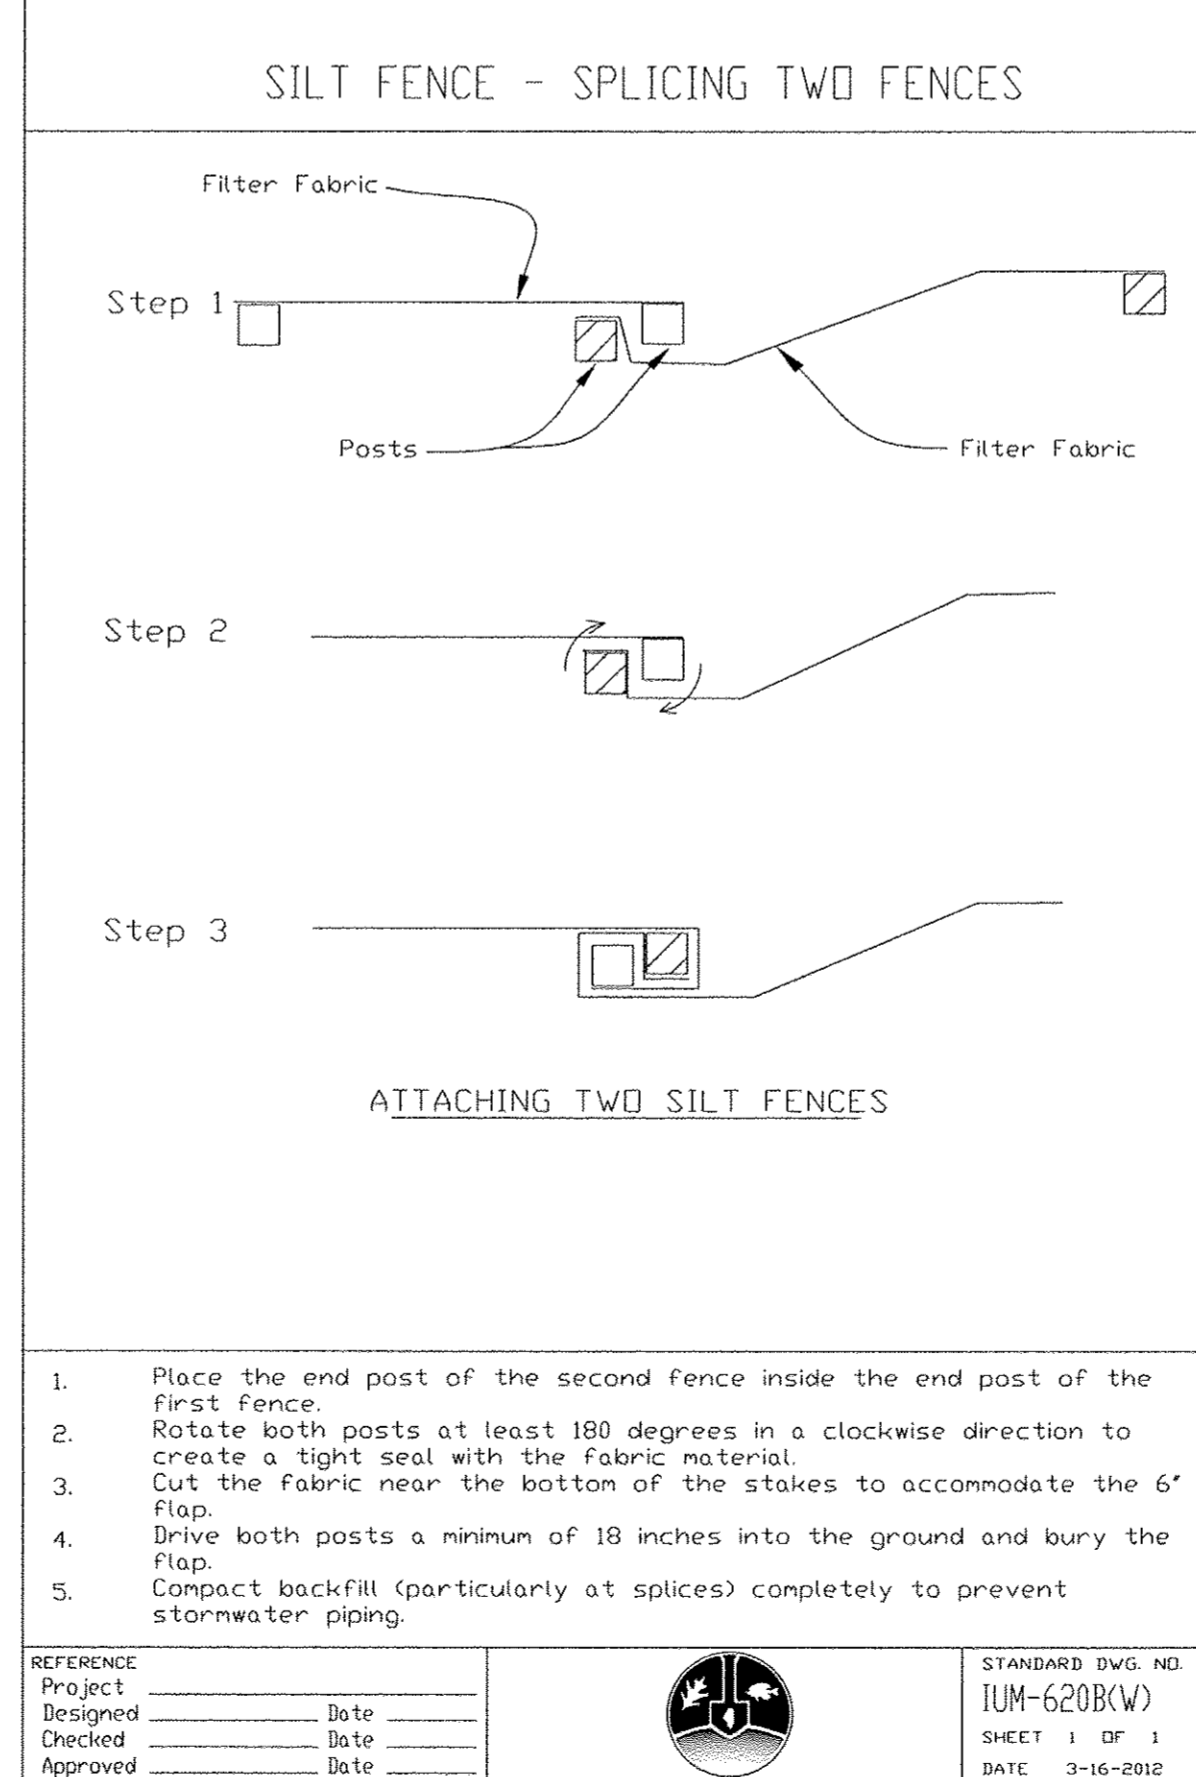 SILT FENCE - SPLICING TWO FENCES
Filter Fabric
Step 1
Posts
Filter Fabric
Step 2
Step 3
ATTACHING TWO SILT FENCES
1. Place the end post of the second fence inside the end post of the
first fence.
2. Rotate both posts at least 180 degrees in a clockwise direction to
create a tight seal with the fabric material.
3. Cut the fabric near the bottom of the stakes to accommodate the 6"
flap.
4. Drive both posts a minimum of 18 inches into the ground and bury the
flap.
5. Compact backfill (particularly at splices) completely to prevent
stormwater piping.
REFERENCE
Project
Designed Date
Checked Date
Approved Date
STANDARD DWG. NO.
IUM-620B(W)
SHEET 1 OF 1
DATE 3-16-2012